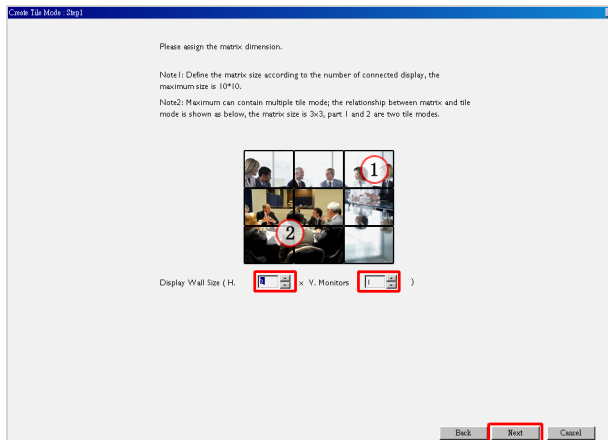 Create Tile Mode : Step1
Please assign the matrix dimension.
Note1: Define the matrix size according to the number of connected display, the
maximum size is 10*10.
Note2: Maximum can contain multiple tile mode; the relationship between matrix and tile
mode is shown as below, the matrix size is 3x3, part 1 and 2 are two tile modes.
1
2
Display Wall Size ( H. × V. Monitors 1 )
Back Next Cancel